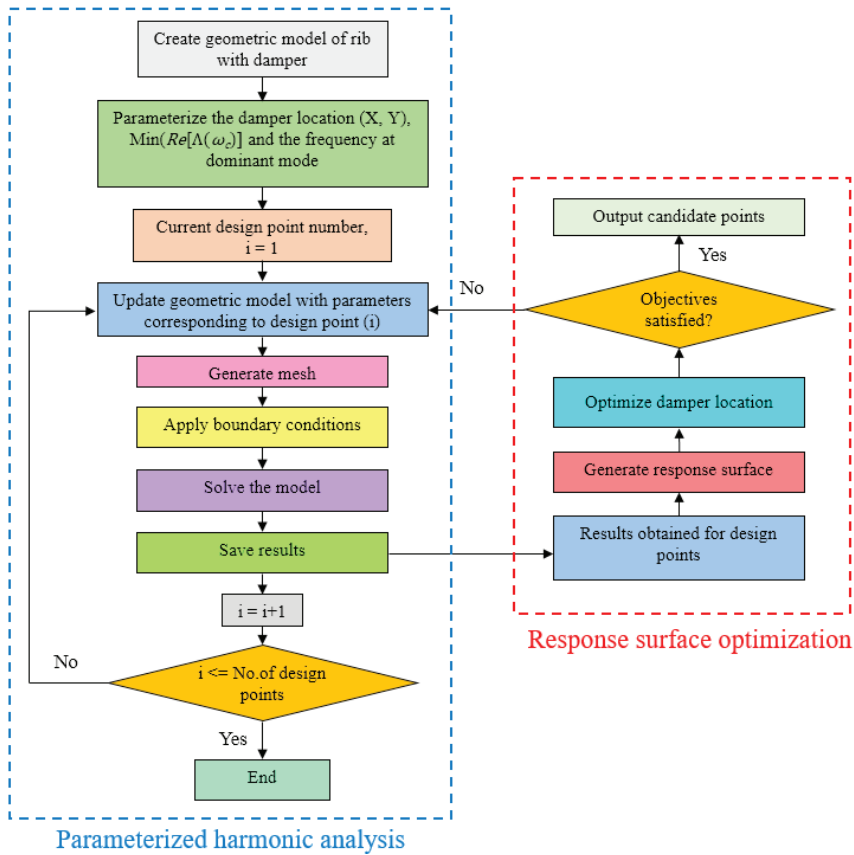 Create geometric model of rib
with damper
Parameterize the damper location (X, Y),
Min(Re[Λ(ω_c)] and the frequency at
dominant mode
Current design point number,
i = 1
Update geometric model with parameters
corresponding to design point (i)
Generate mesh
Apply boundary conditions
Solve the model
Save results
i = i+1
No
i <= No.of design
points
Yes
End
Parameterized harmonic analysis
Output candidate points
Yes
No
Objectives
satisfied?
Optimize damper location
Generate response surface
Results obtained for design
points
Response surface optimization